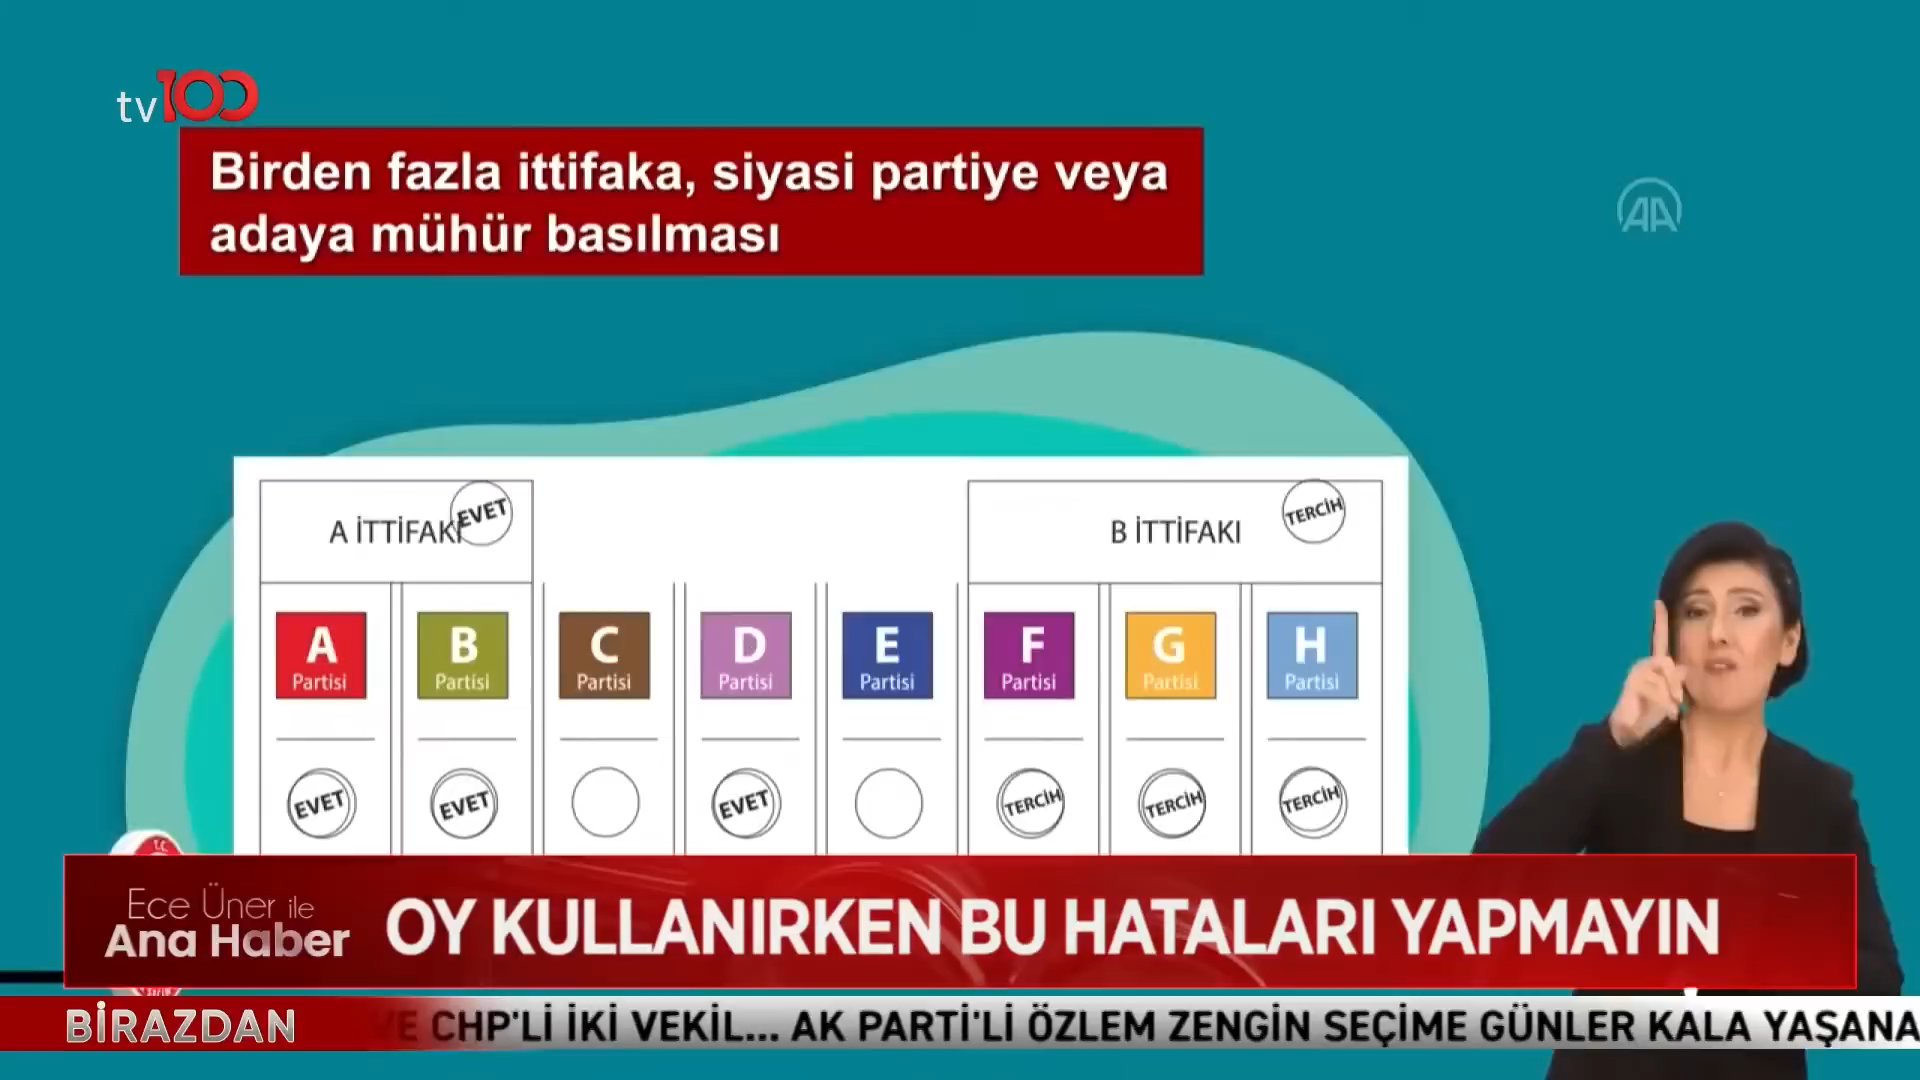 tv100
Birden fazla ittifaka, siyasi partiye veya
adaya mühür basılması
AA
A İTTİFAKI
EVET
B İTTİFAKI
TERCİH
A Partisi
B Partisi
C Partisi
D Partisi
E Partisi
F Partisi
G Partisi
H Partisi
EVET
EVET
EVET
TERCİH
TERCİH
TERCİH
T.C.
Ece Üner ile
Ana Haber
OY KULLANIRKEN BU HATALARI YAPMAYIN
BİRAZDAN
VE CHP'Lİ İKİ VEKİL... AK PARTİ'Lİ ÖZLEM ZENGİN SEÇİME GÜNLER KALA YAŞANA